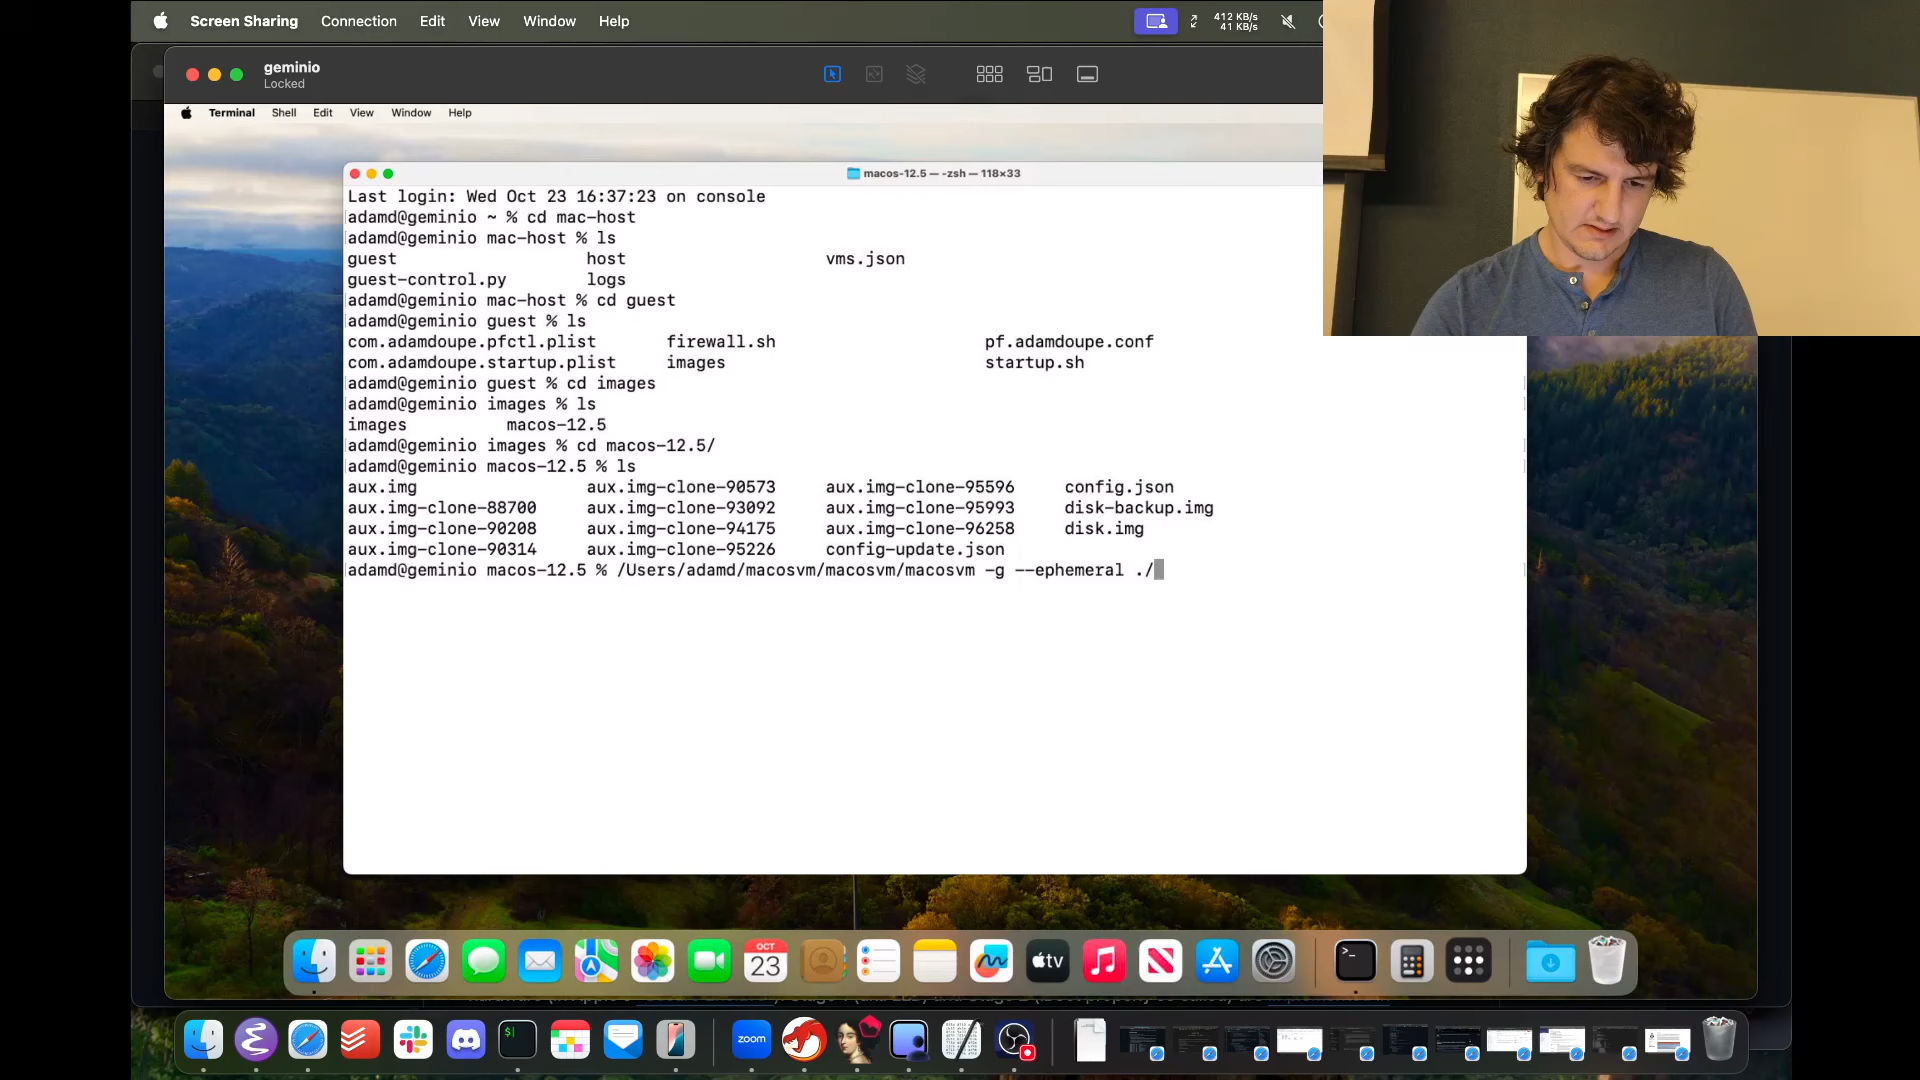 Screen Sharing Connection Edit View Window Help
412 KB/s
41 KB/s
geminio
Locked
Terminal Shell Edit View Window Help
macos-12.5 — -zsh — 118×33
Last login: Wed Oct 23 16:37:23 on console
adamd@geminio ~ % cd mac-host
adamd@geminio mac-host % ls
guest host vms.json
guest-control.py logs
adamd@geminio mac-host % cd guest
adamd@geminio guest % ls
com.adamdoupe.pfctl.plist firewall.sh pf.adamdoupe.conf
com.adamdoupe.startup.plist images startup.sh
adamd@geminio guest % cd images
adamd@geminio images % ls
images macos-12.5
adamd@geminio images % cd macos-12.5/
adamd@geminio macos-12.5 % ls
aux.img aux.img-clone-90573 aux.img-clone-95596 config.json
aux.img-clone-88700 aux.img-clone-93092 aux.img-clone-95993 disk-backup.img
aux.img-clone-90208 aux.img-clone-94175 aux.img-clone-96258 disk.img
aux.img-clone-90314 aux.img-clone-95226 config-update.json
adamd@geminio macos-12.5 % /Users/adamd/macosvm/macosvm/macosvm -g --ephemeral ./
OCT
23
tv
>_
$|
zoom